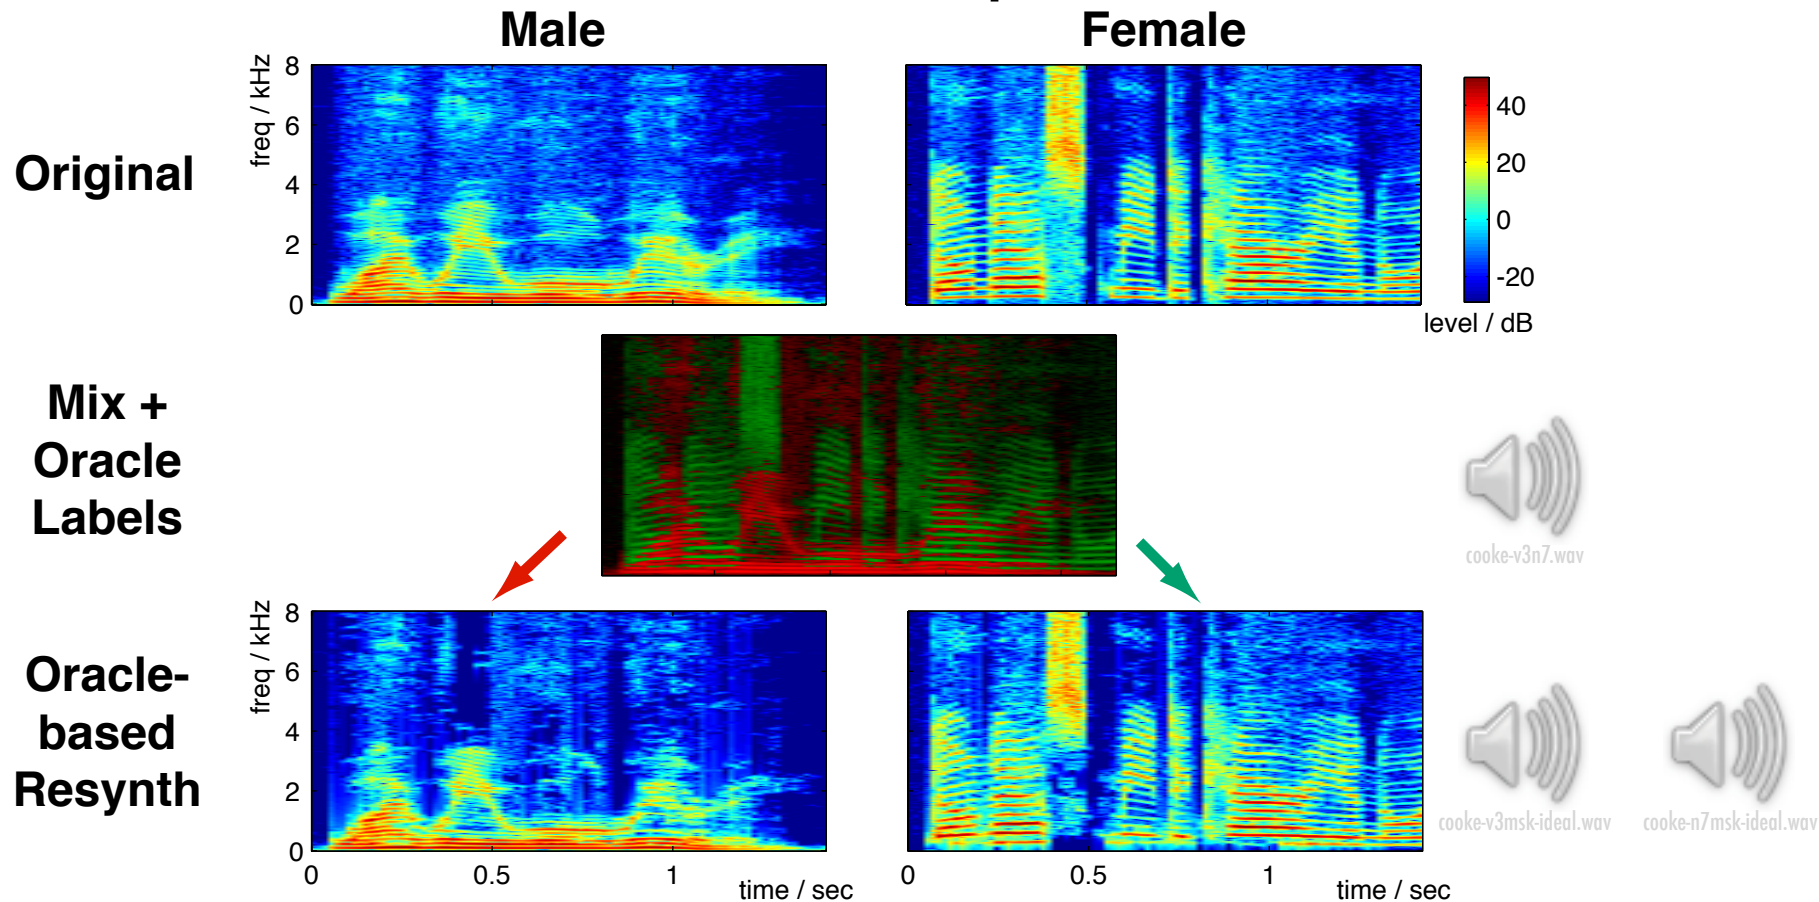 Male
Female
freq / kHz
8
6
4
2
0
40
20
0
-20
level / dB
Original
Mix +
Oracle
Labels
cooke-v3n7.wav
Oracle-
based
Resynth
freq / kHz
8
6
4
2
0
0
0.5
1
time / sec
0
0.5
1
time / sec
cooke-v3msk-ideal.wav
cooke-n7msk-ideal.wav